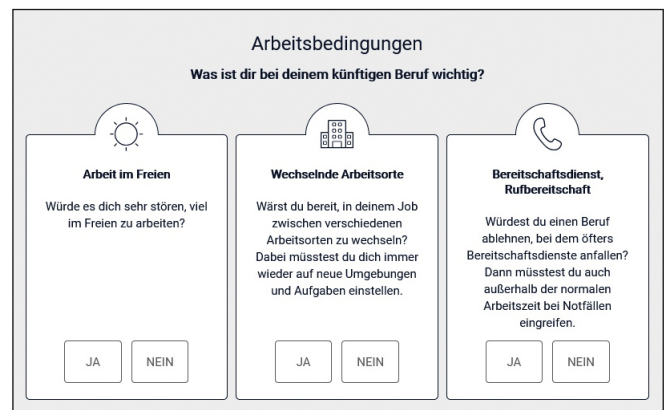 Arbeitsbedingungen
Was ist dir bei deinem künftigen Beruf wichtig?
Arbeit im Freien
Würde es dich sehr stören, viel
im Freien zu arbeiten?
JA
NEIN
Wechselnde Arbeitsorte
Wärst du bereit, in deinem Job
zwischen verschiedenen
Arbeitsorten zu wechseln?
Dabei müsstest du dich immer
wieder auf neue Umgebungen
und Aufgaben einstellen.
JA
NEIN
Bereitschaftsdienst,
Rufbereitschaft
Würdest du einen Beruf
ablehnen, bei dem öfters
Bereitschaftsdienste anfallen?
Dann müsstest du auch
außerhalb der normalen
Arbeitszeit bei Notfällen
eingreifen.
JA
NEIN